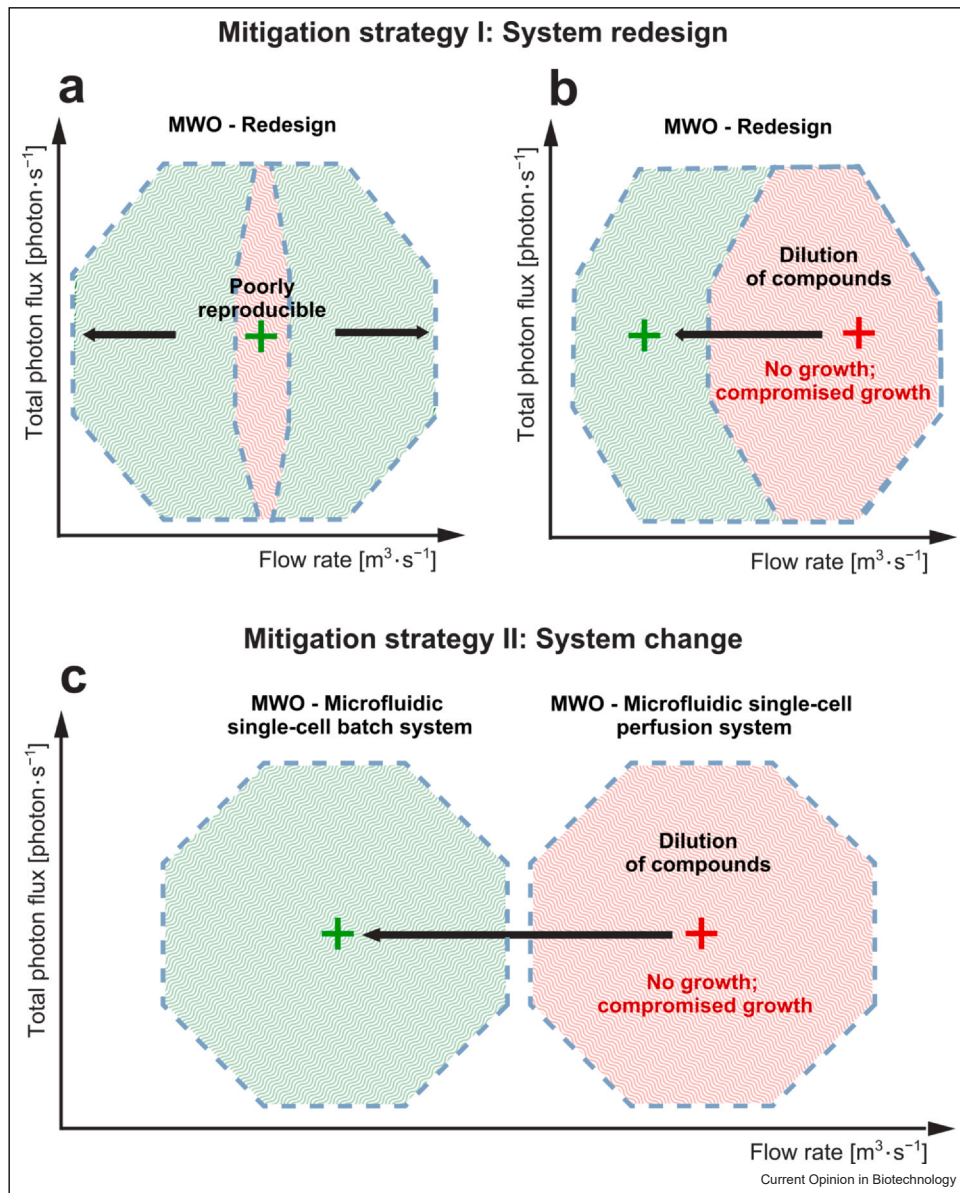 Mitigation strategy I: System redesign
a
MWO - Redesign
Total photon flux [photon·s⁻¹]
Poorly
reproducible
Flow rate [m³·s⁻¹]
b
MWO - Redesign
Total photon flux [photon·s⁻¹]
Dilution
of compounds
No growth;
compromised growth
Flow rate [m³·s⁻¹]
Mitigation strategy II: System change
c
MWO - Microfluidic
single-cell batch system
MWO - Microfluidic single-cell
perfusion system
Total photon flux [photon·s⁻¹]
Dilution
of compounds
No growth;
compromised growth
Flow rate [m³·s⁻¹]
Current Opinion in Biotechnology